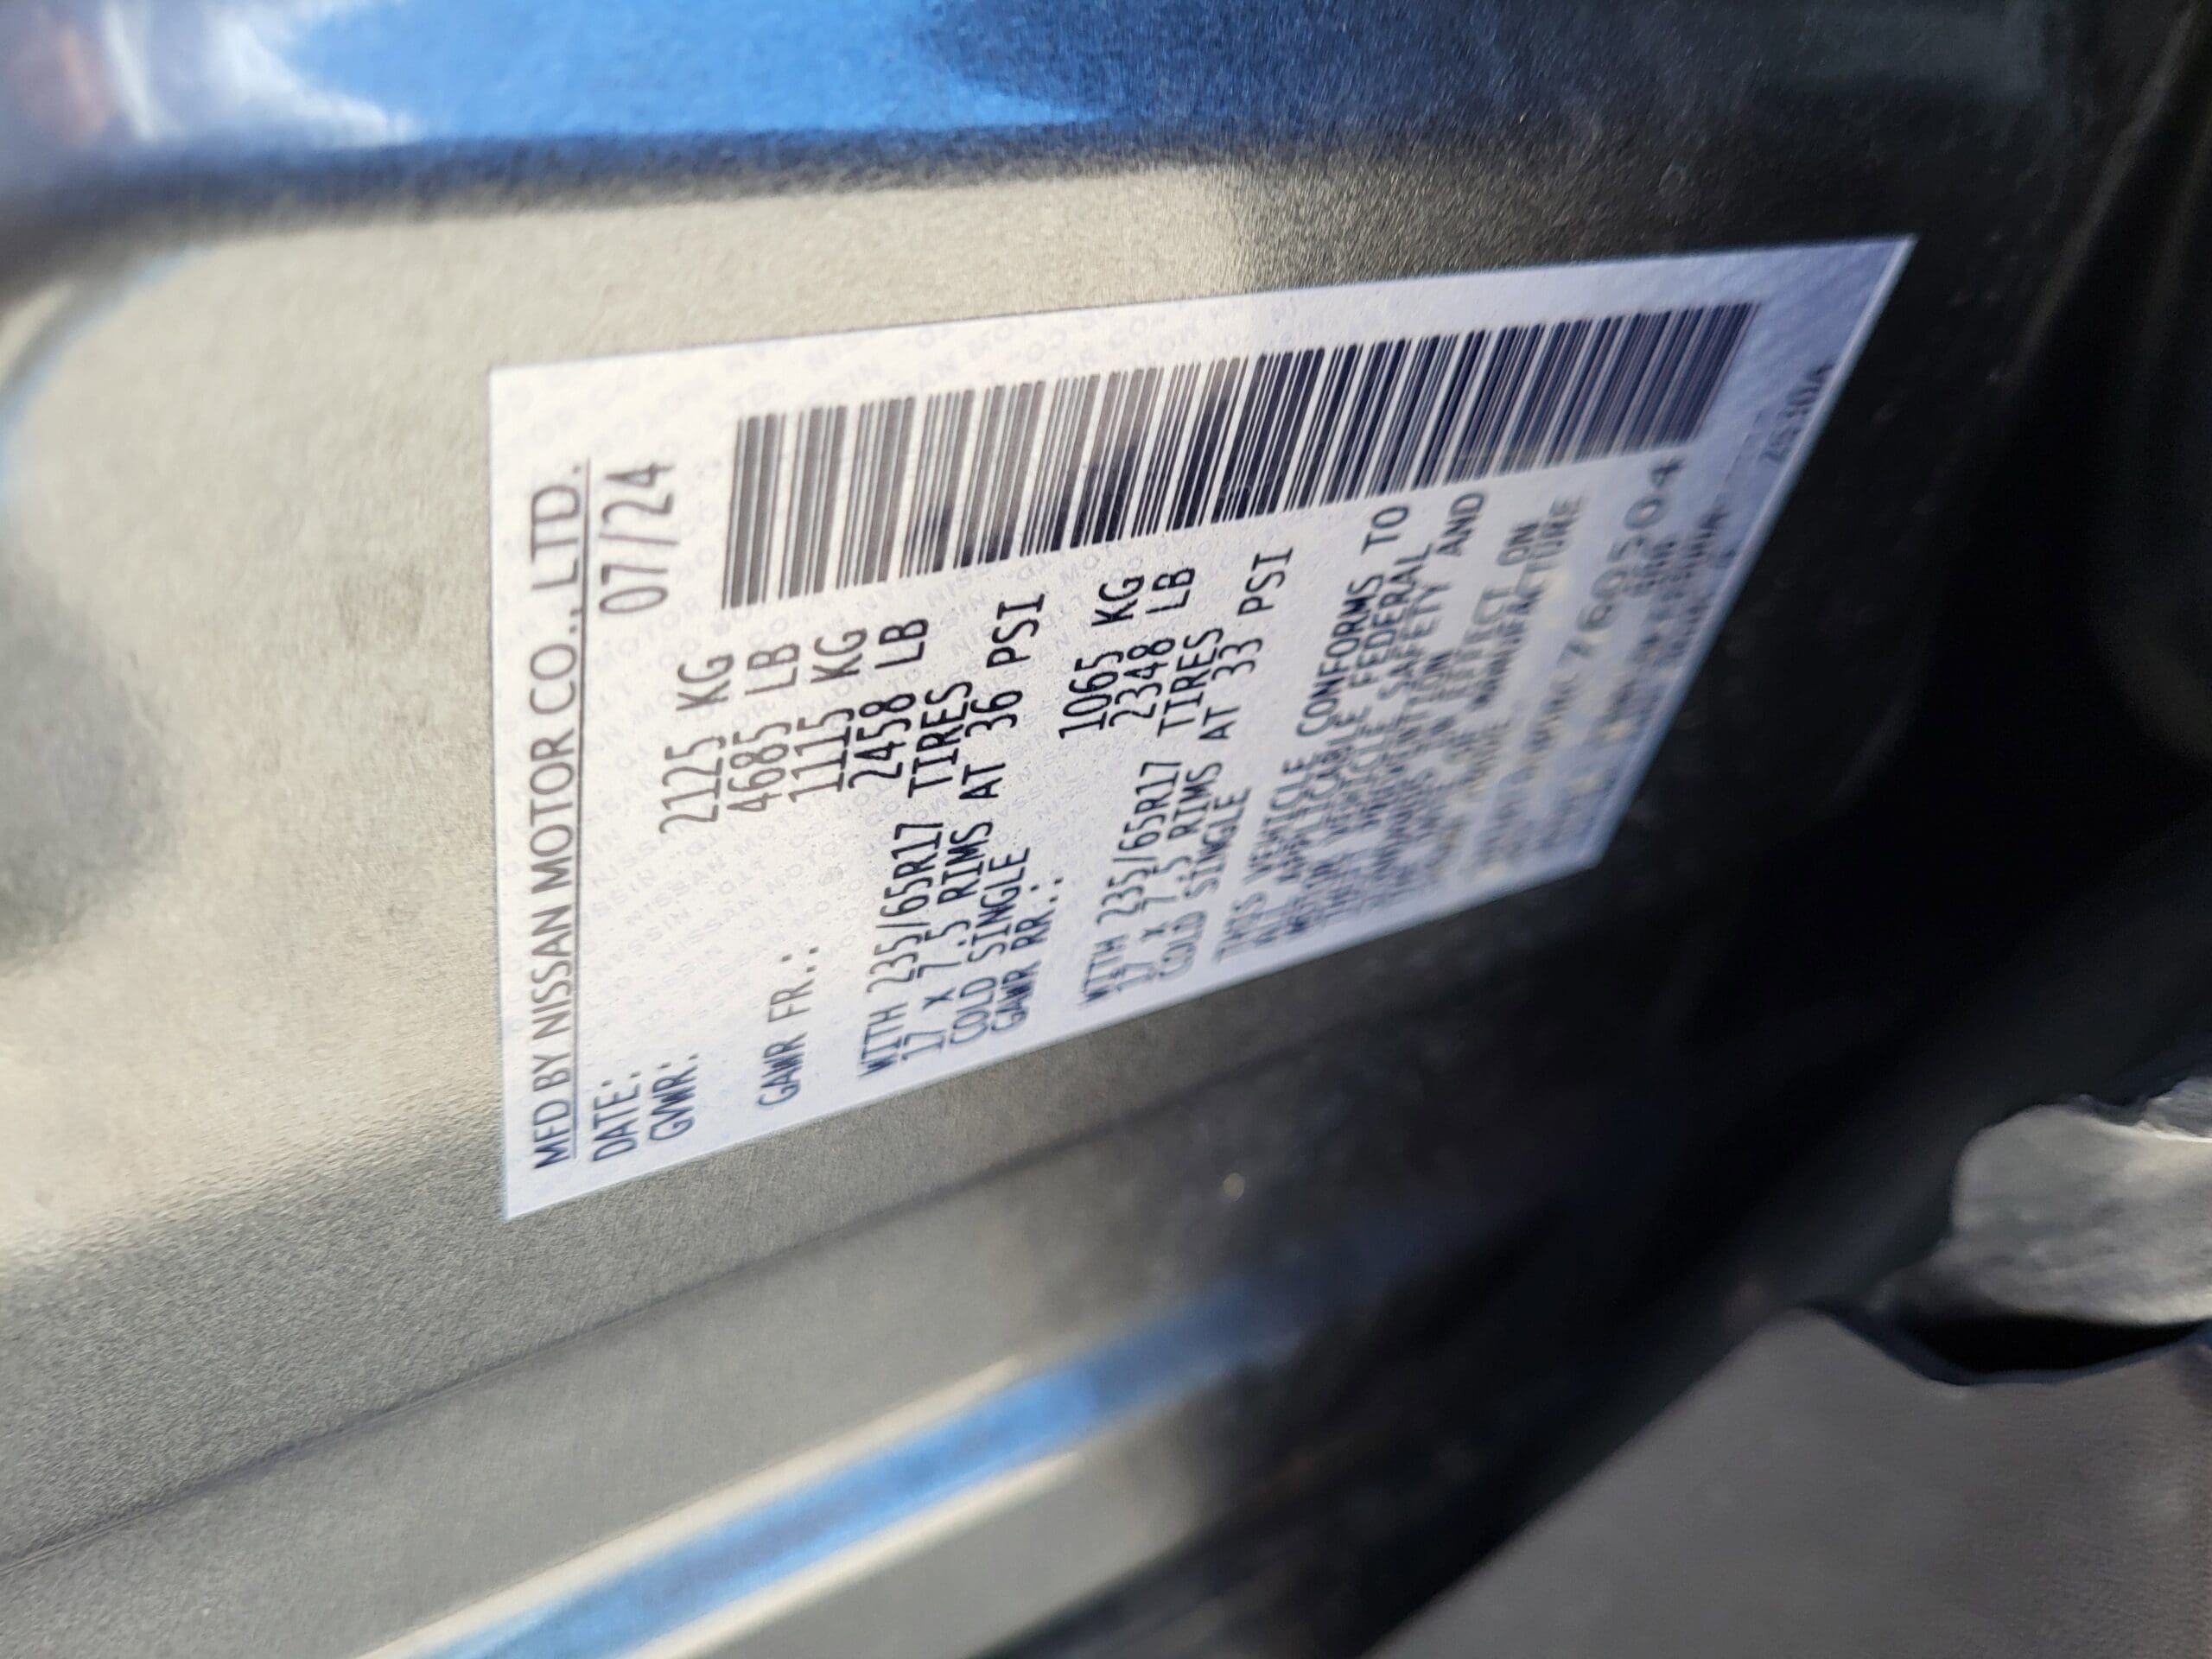 MFD BY NISSAN MOTOR CO., LTD.
DATE: 07/24
GVWR: 2125 KG
4685 LB
GAWR FR.: 1115 KG
2458 LB
WITH 235/65R17 TIRES
17 x 7.5 RIMS AT 36 PSI
COLD SINGLE
GAWR RR.: 1065 KG
2348 LB
WITH 235/65R17 TIRES
17 x 7.5 RIMS AT 33 PSI
COLD SINGLE
THIS VEHICLE CONFORMS TO
ALL APPLICABLE FEDERAL
MOTOR VEHICLE SAFETY AND
THEFT PREVENTION
STANDARDS IN EFFECT ON
THE DATE OF MANUFACTURE
760504